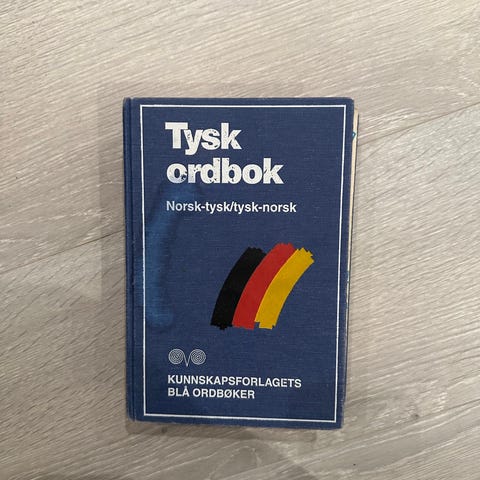 Tysk
ordbok
Norsk-tysk/tysk-norsk
KUNNSKAPSFORLAGETS
BLÅ ORDBØKER